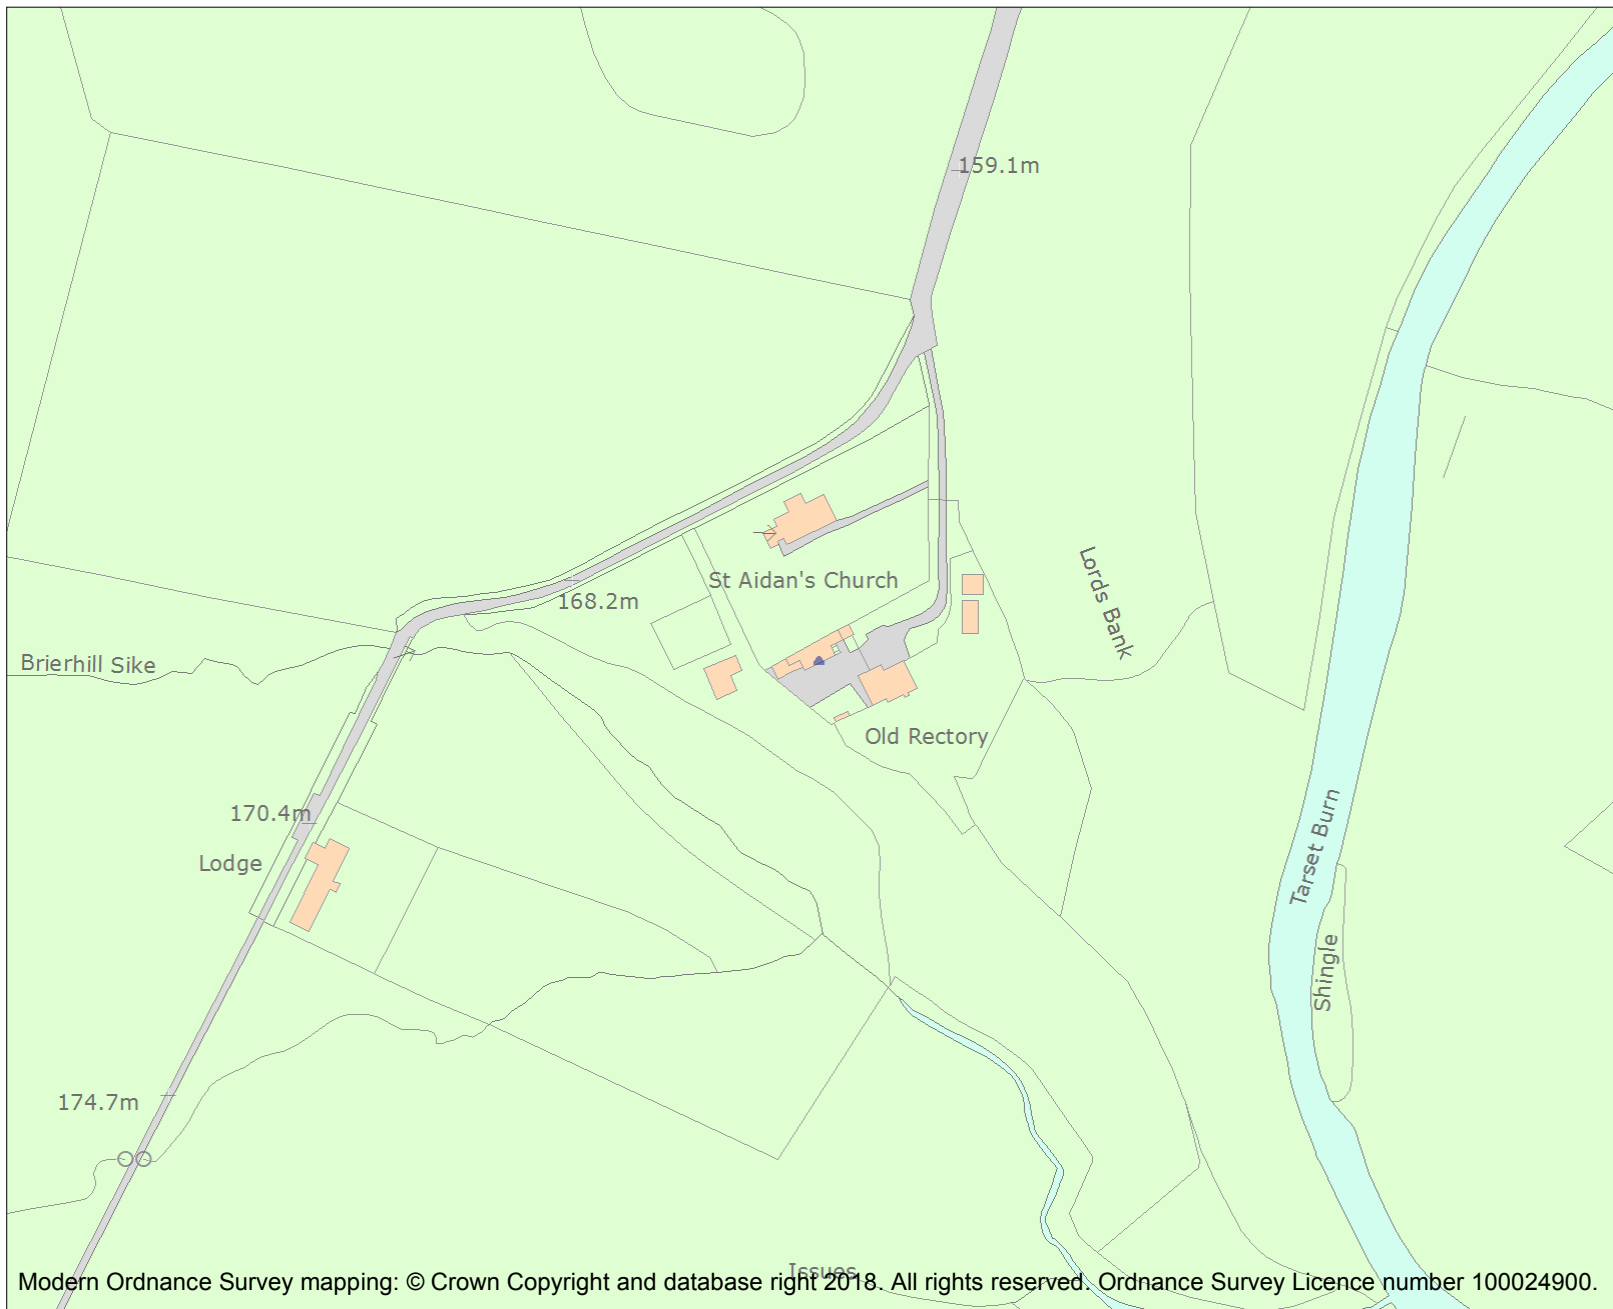 159.1m
Lords Bank
St Aidan's Church
168.2m
Brierhill Sike
Old Rectory
170.4m
Tarset Burn
Lodge
Shingle
174.7m
Issues
Modern Ordnance Survey mapping: © Crown Copyright and database right 2018. All rights reserved. Ordnance Survey Licence number 100024900.